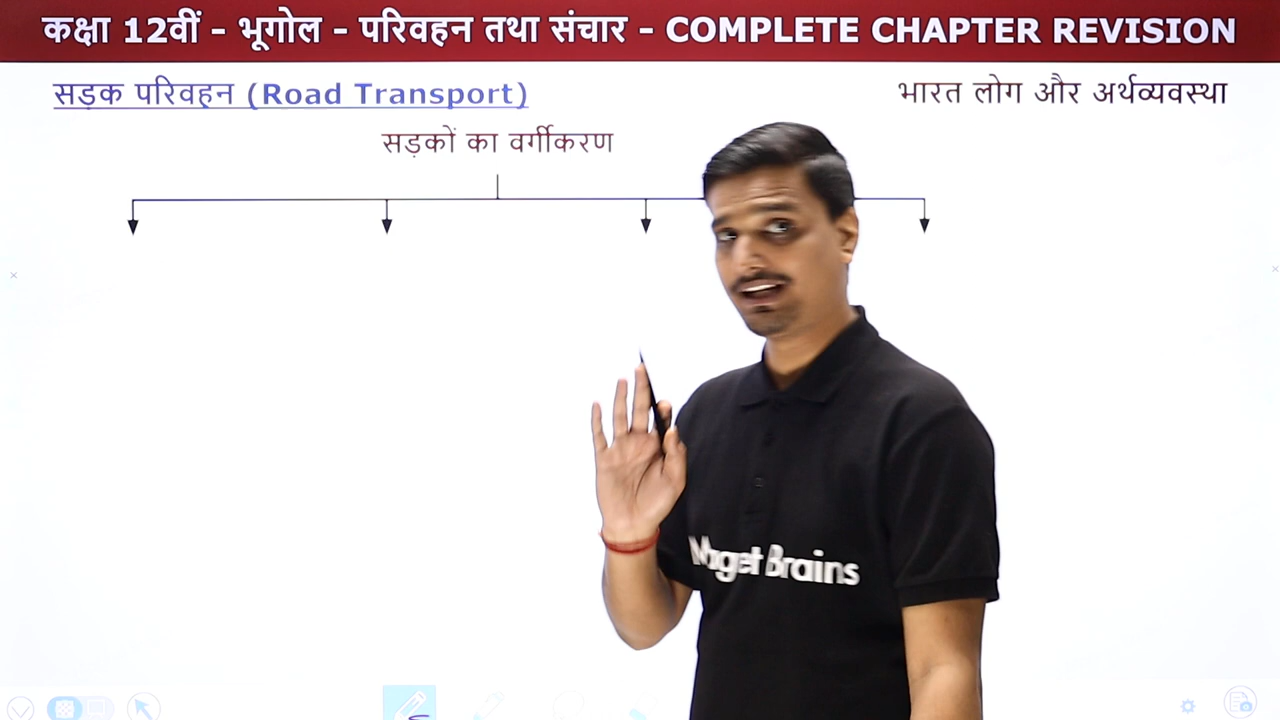 कक्षा 12वीं - भूगोल - परिवहन तथा संचार - COMPLETE CHAPTER REVISION
सड़क परिवहन (Road Transport)
भारत लोग और अर्थव्यवस्था
सड़कों का वर्गीकरण
Maget Brains